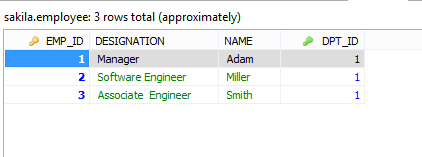 sakila.employee: 3 rows total (approximately)
EMP_ID DESIGNATION NAME DPT_ID
1 Manager Adam 1
2 Software Engineer Miller 1
3 Associate Engineer Smith 1